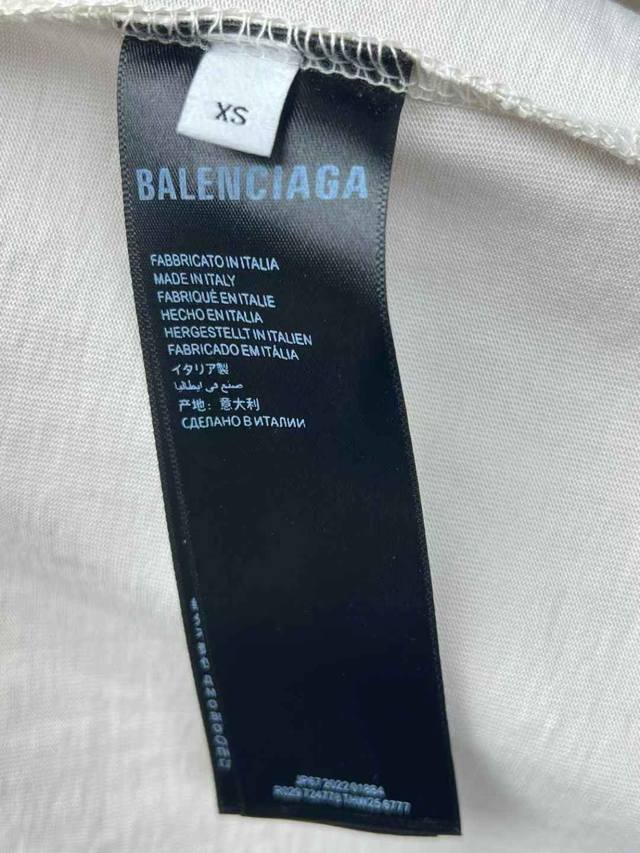 XS
BALENCIAGA
FABBRICATO IN ITALIA
MADE IN ITALY
FABRIQUÉ EN ITALIE
HECHO EN ITALIA
HERGESTELLT IN ITALIEN
FABRICADO EM ITÁLIA
イタリア製
صنع في ايطاليا
产地: 意大利
СДЕЛАНО В ИТАЛИИ